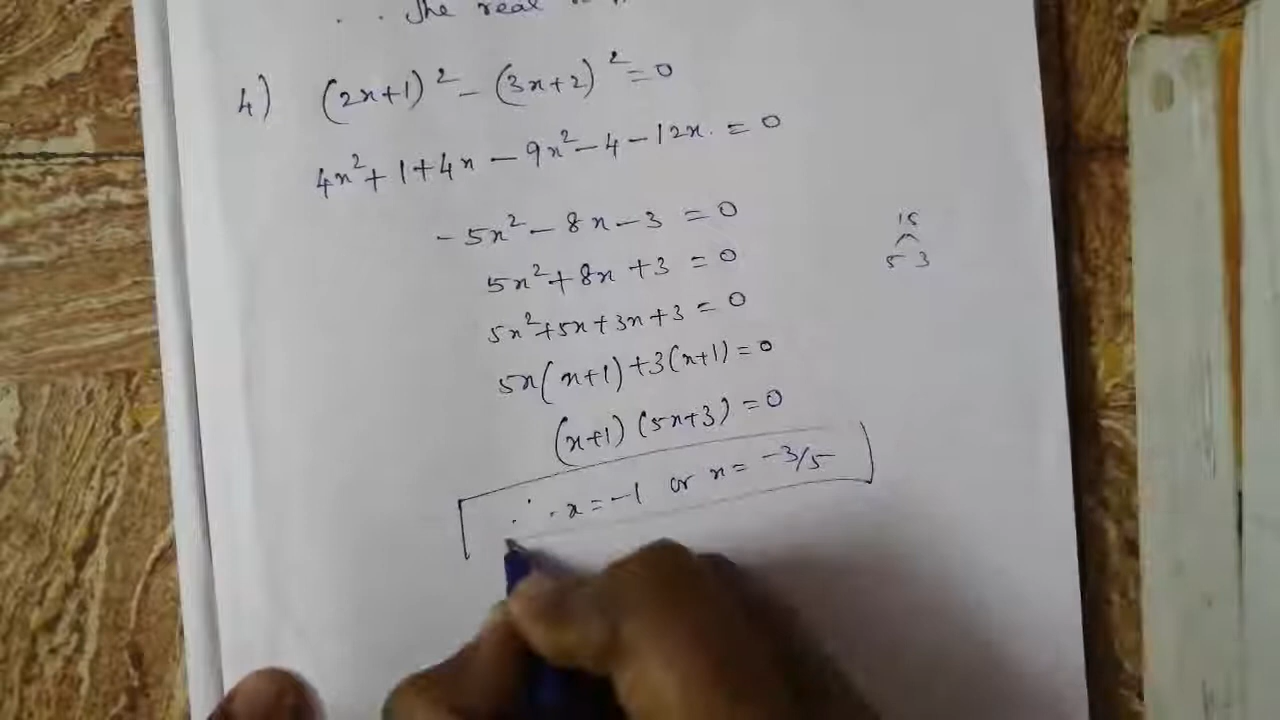 ∴ The real
4) (2x+1)² - (3x+2)² = 0
4x² + 1 + 4x - 9x² - 4 - 12x = 0
-5x² - 8x - 3 = 0
5x² + 8x + 3 = 0
5x² + 5x + 3x + 3 = 0
5x(x+1) + 3(x+1) = 0
(x+1) (5x+3) = 0
∴ x = -1 or x = -3/5
15
5 3